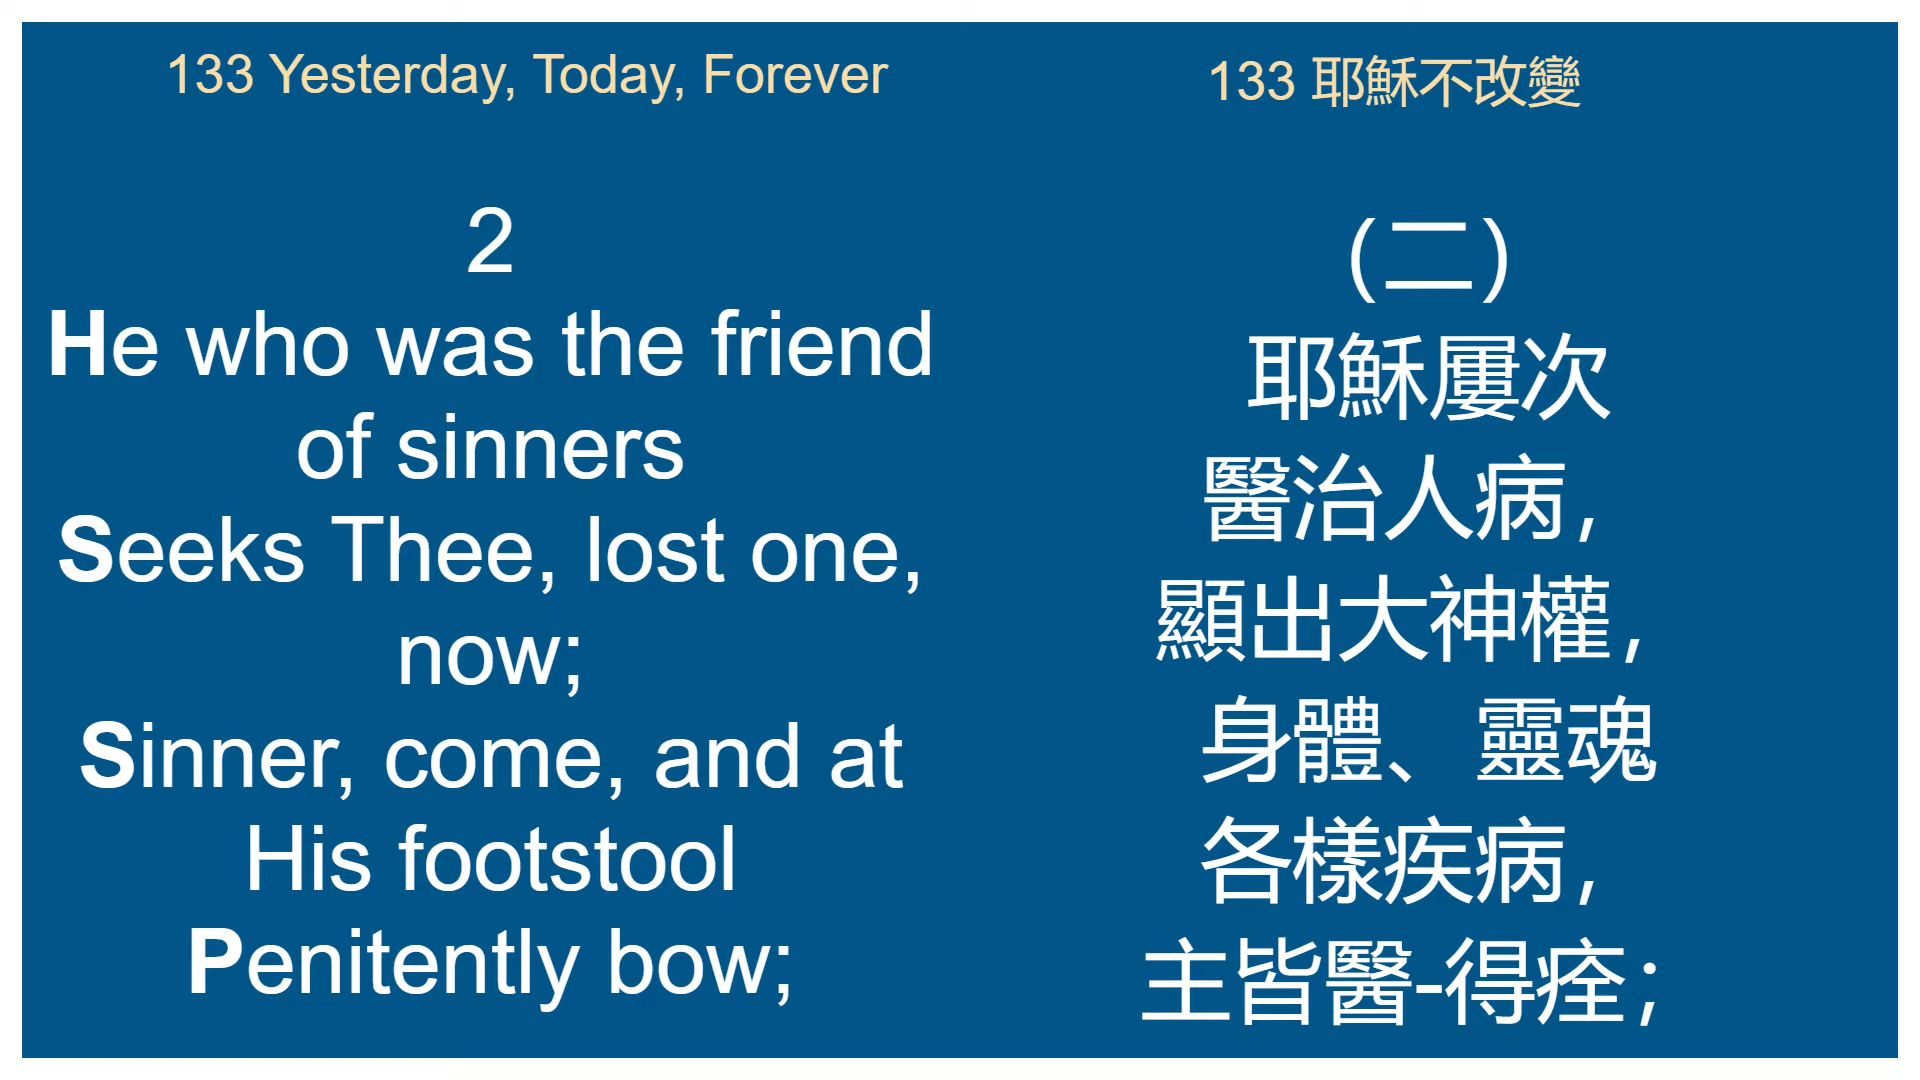 133 Yesterday, Today, Forever
2
He who was the friend
of sinners
Seeks Thee, lost one,
now;
Sinner, come, and at
His footstool
Penitently bow;
133 耶穌不改變
(二)
耶穌屢次
醫治人病,
顯出大神權,
身體、靈魂
各樣疾病,
主皆醫-得痊;